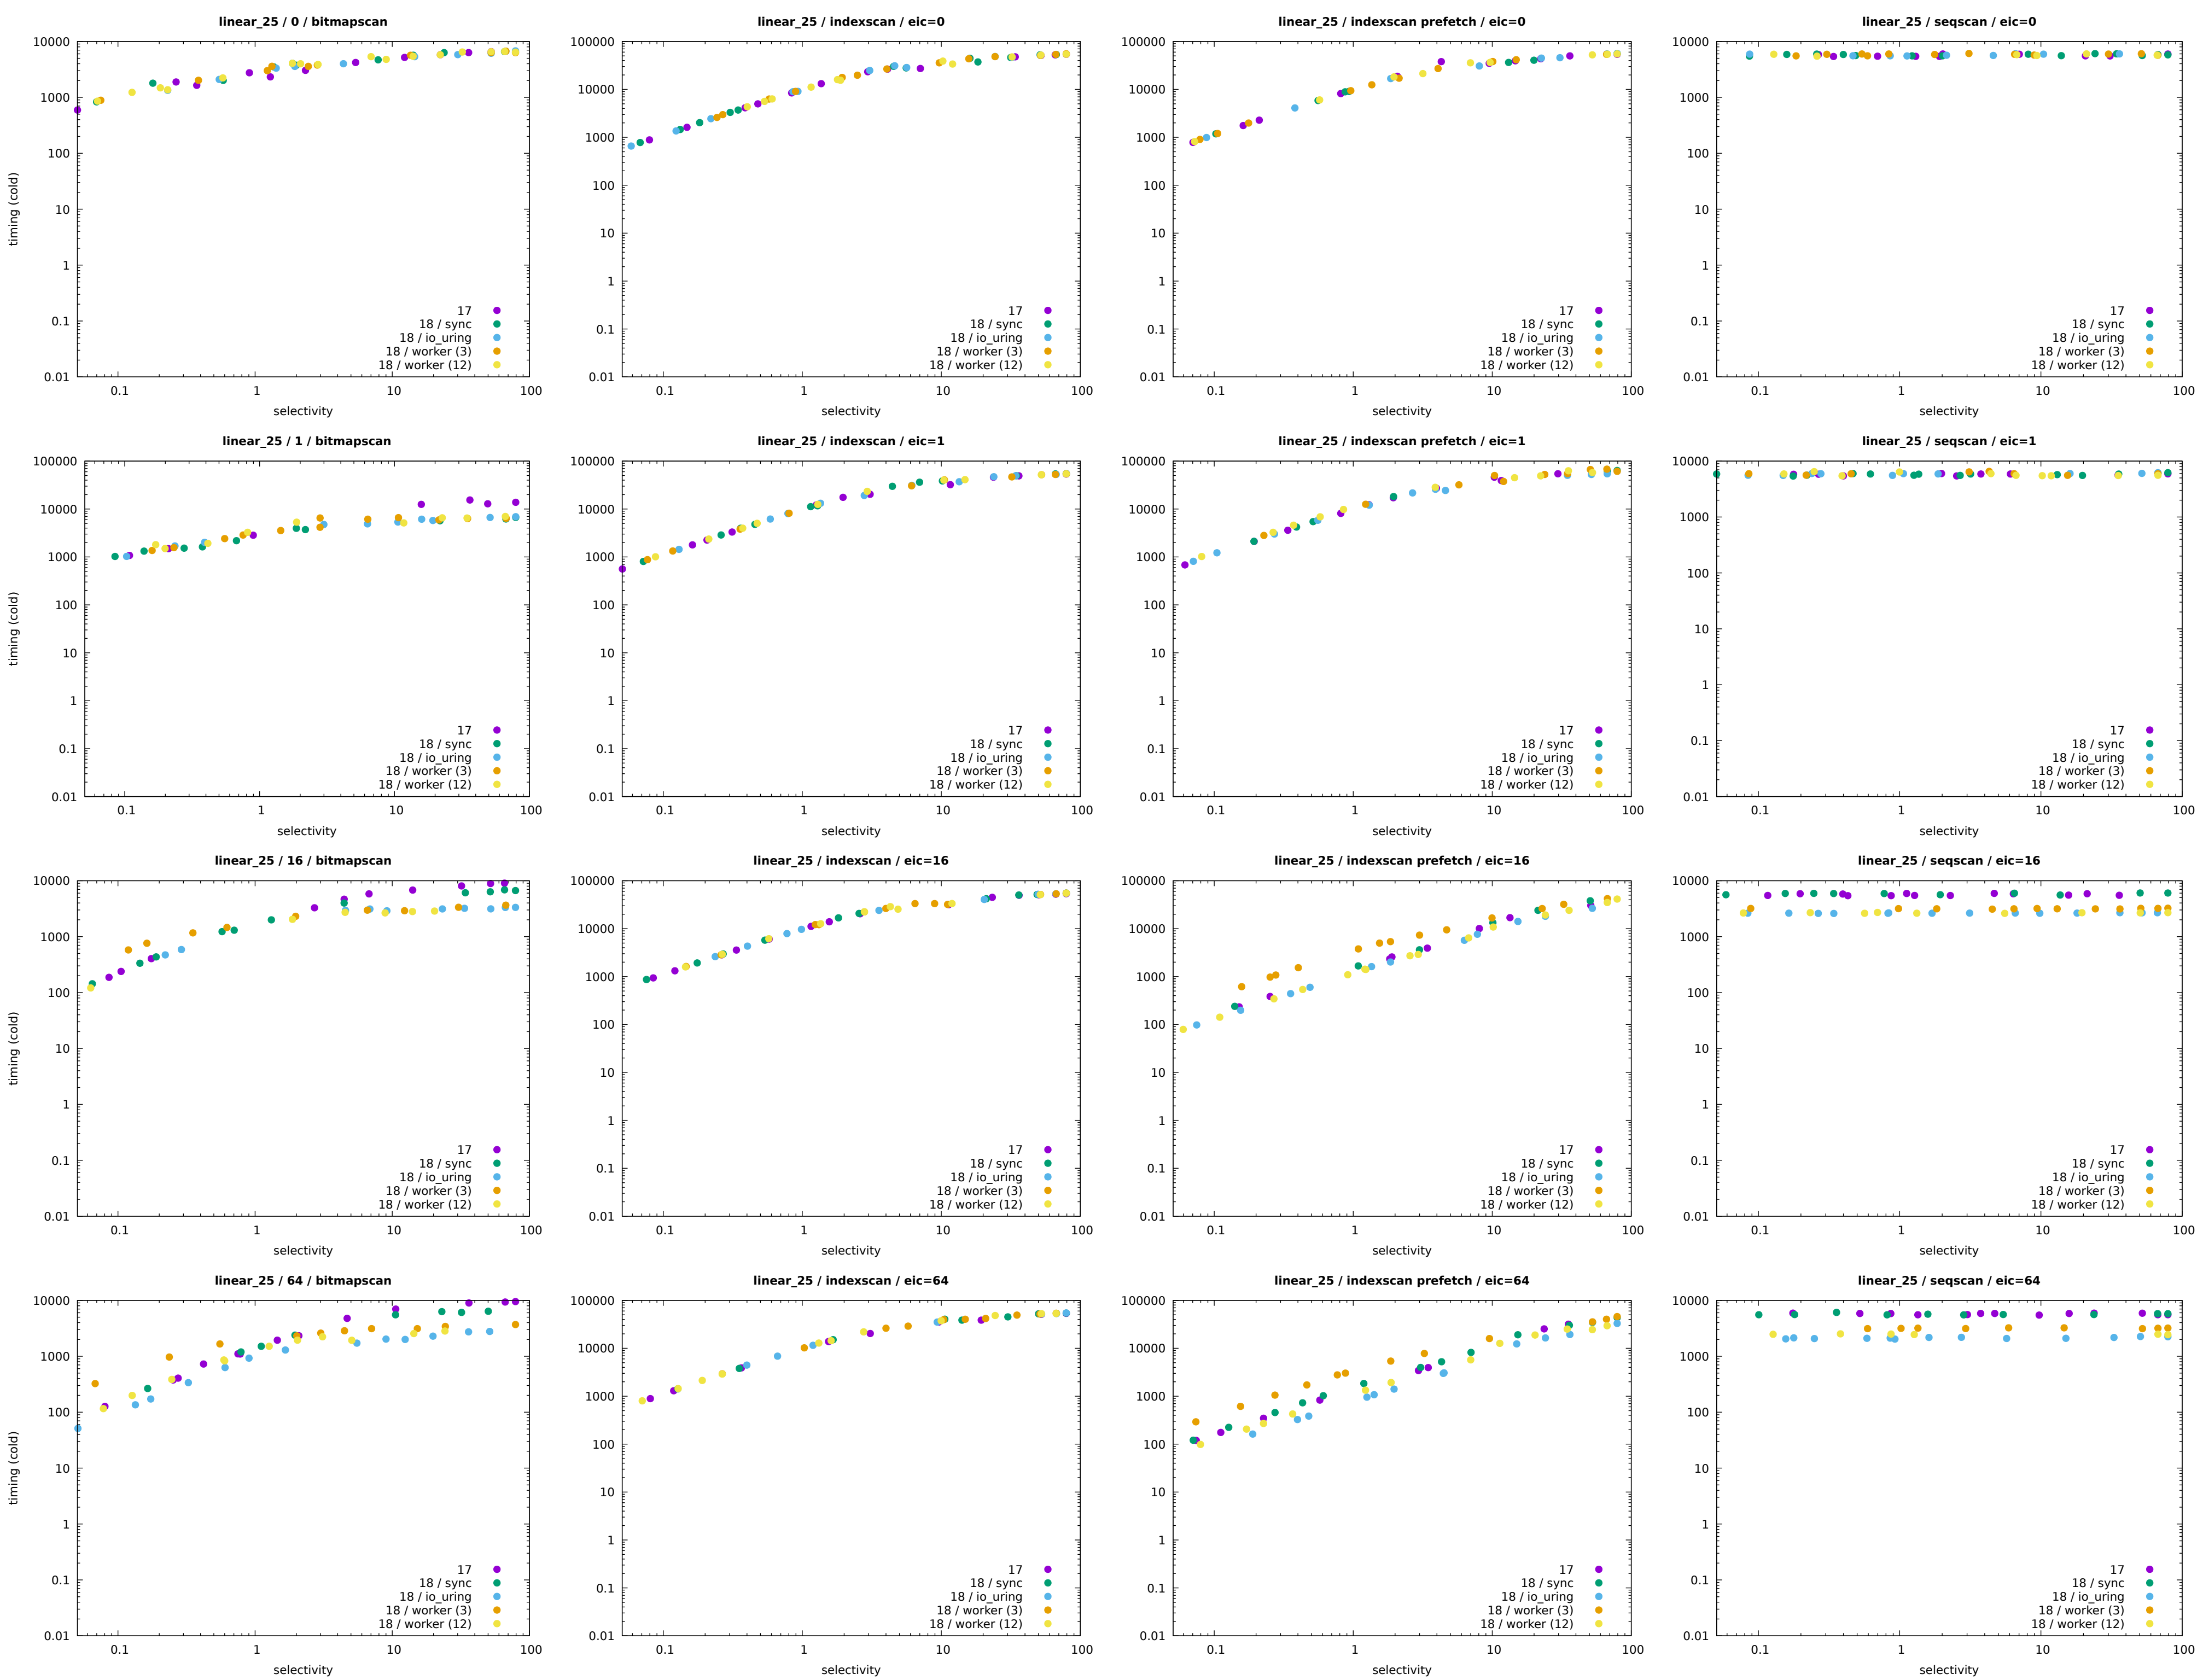 linear_25 / 0 / bitmapscan
timing (cold)
10000
1000
100
10
1
0.1
0.01
17
18 / sync
18 / io_uring
18 / worker (3)
18 / worker (12)
0.1 1 10 100
selectivity
linear_25 / indexscan / eic=0
100000
10000
1000
100
10
1
0.1
0.01
17
18 / sync
18 / io_uring
18 / worker (3)
18 / worker (12)
0.1 1 10 100
selectivity
linear_25 / indexscan prefetch / eic=0
100000
10000
1000
100
10
1
0.1
0.01
17
18 / sync
18 / io_uring
18 / worker (3)
18 / worker (12)
0.1 1 10 100
selectivity
linear_25 / seqscan / eic=0
10000
1000
100
10
1
0.1
0.01
17
18 / sync
18 / io_uring
18 / worker (3)
18 / worker (12)
0.1 1 10 100
selectivity
linear_25 / 1 / bitmapscan
timing (cold)
100000
10000
1000
100
10
1
0.1
0.01
17
18 / sync
18 / io_uring
18 / worker (3)
18 / worker (12)
0.1 1 10 100
selectivity
linear_25 / indexscan / eic=1
100000
10000
1000
100
10
1
0.1
0.01
17
18 / sync
18 / io_uring
18 / worker (3)
18 / worker (12)
0.1 1 10 100
selectivity
linear_25 / indexscan prefetch / eic=1
100000
10000
1000
100
10
1
0.1
0.01
17
18 / sync
18 / io_uring
18 / worker (3)
18 / worker (12)
0.1 1 10 100
selectivity
linear_25 / seqscan / eic=1
10000
1000
100
10
1
0.1
0.01
17
18 / sync
18 / io_uring
18 / worker (3)
18 / worker (12)
0.1 1 10 100
selectivity
linear_25 / 16 / bitmapscan
timing (cold)
10000
1000
100
10
1
0.1
0.01
17
18 / sync
18 / io_uring
18 / worker (3)
18 / worker (12)
0.1 1 10 100
selectivity
linear_25 / indexscan / eic=16
100000
10000
1000
100
10
1
0.1
0.01
17
18 / sync
18 / io_uring
18 / worker (3)
18 / worker (12)
0.1 1 10 100
selectivity
linear_25 / indexscan prefetch / eic=16
100000
10000
1000
100
10
1
0.1
0.01
17
18 / sync
18 / io_uring
18 / worker (3)
18 / worker (12)
0.1 1 10 100
selectivity
linear_25 / seqscan / eic=16
10000
1000
100
10
1
0.1
0.01
17
18 / sync
18 / io_uring
18 / worker (3)
18 / worker (12)
0.1 1 10 100
selectivity
linear_25 / 64 / bitmapscan
timing (cold)
10000
1000
100
10
1
0.1
0.01
17
18 / sync
18 / io_uring
18 / worker (3)
18 / worker (12)
0.1 1 10 100
selectivity
linear_25 / indexscan / eic=64
100000
10000
1000
100
10
1
0.1
0.01
17
18 / sync
18 / io_uring
18 / worker (3)
18 / worker (12)
0.1 1 10 100
selectivity
linear_25 / indexscan prefetch / eic=64
100000
10000
1000
100
10
1
0.1
0.01
17
18 / sync
18 / io_uring
18 / worker (3)
18 / worker (12)
0.1 1 10 100
selectivity
linear_25 / seqscan / eic=64
10000
1000
100
10
1
0.1
0.01
17
18 / sync
18 / io_uring
18 / worker (3)
18 / worker (12)
0.1 1 10 100
selectivity